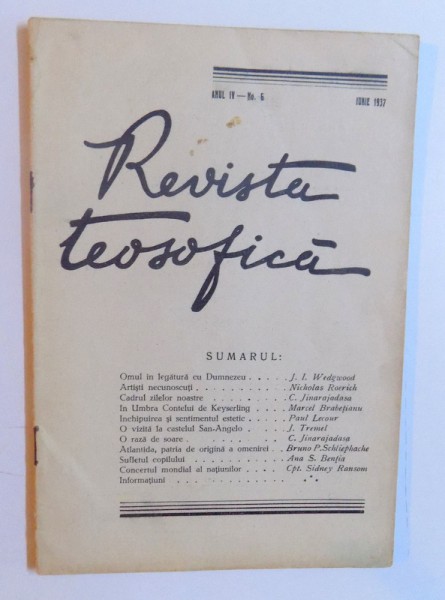 ANUL IV — No. 6 IUNIE 1937
Revista
teosofică
SUMARUL:
Omul în legătură cu Dumnezeu . . . . . J. I. Wedgwood
Artiști necunoscuți . . . . . . . . . . Nicholas Roerich
Cadrul zilelor noastre . . . . . . . . C. Jinarajadasa
In Umbra Contelui de Keyserling . . . . Marcel Brabețianu
Inchipuirea și sentimentul estetic . . . . . Paul Lecour
O vizită la castelul San-Angelo . . . . J. Tremel
O rază de soare . . . . . . . . . . C. Jinarajadasa
Atlantida, patria de origină a omenirei . . Bruno P. Schliephache
Sufletul copilului . . . . . . . . . . Ana S. Benția
Concertul mondial al națiunilor . . . . Cpt. Sidney Ransom
Informațiuni . . . . . . . . . . . ***